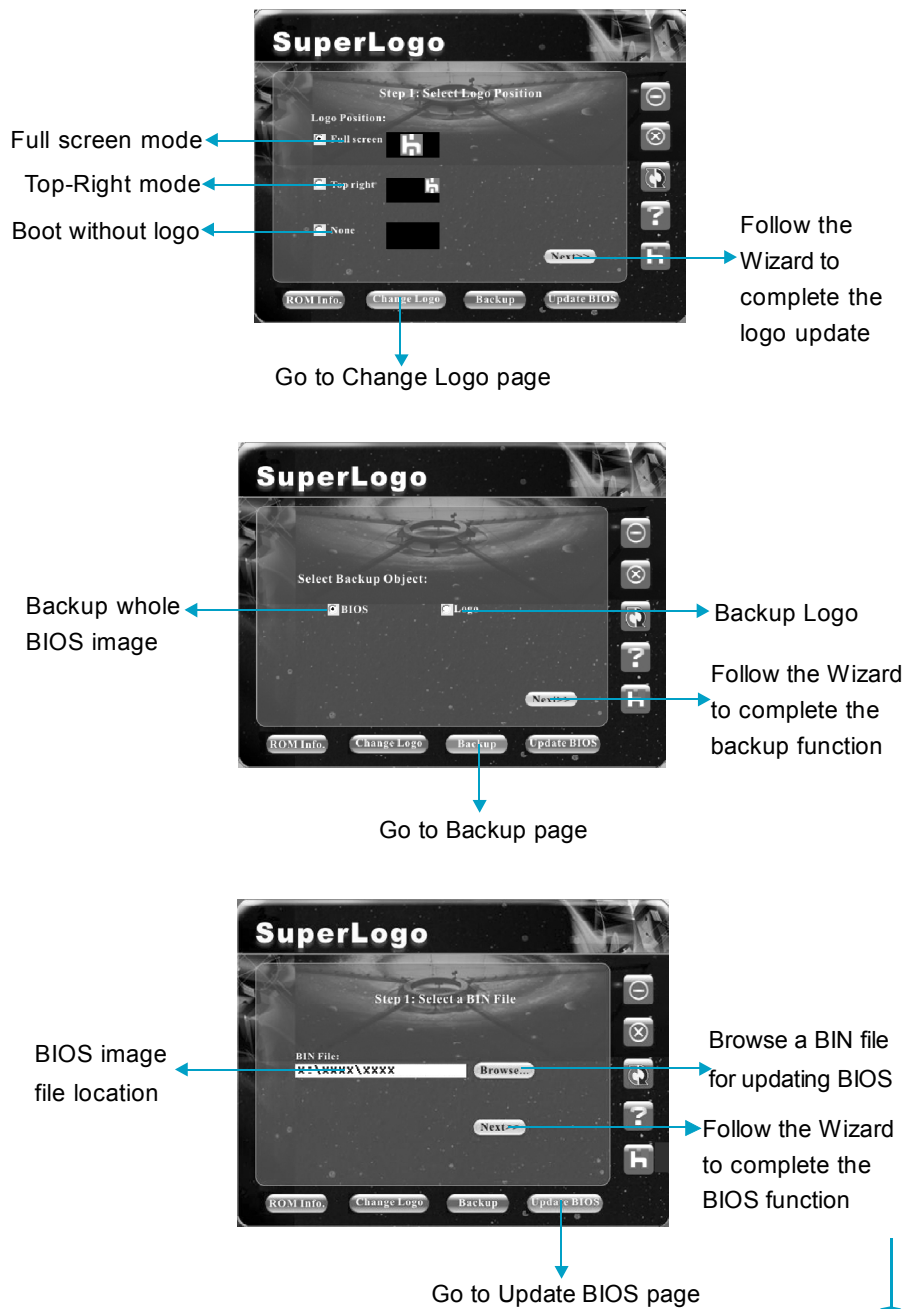 SuperLogo
Step 1: Select Logo Position
Logo Position:
Full screen mode
Full screen
Top-Right mode
Top right
Boot without logo
None
Next>>
Follow the
Wizard to
complete the
logo update
ROM Info.
Change Logo
Backup
Update BIOS
?
Go to Change Logo page
SuperLogo
Select Backup Object:
Backup whole
BIOS image
BIOS
Logo
Backup Logo
Next>>
Follow the Wizard
to complete the
backup function
ROM Info.
Change Logo
Backup
Update BIOS
?
Go to Backup page
SuperLogo
Step 1: Select a BIN File
BIOS image
file location
BIN File:
x:\xxxx\xxxx
Browse...
Browse a BIN file
for updating BIOS
Next>>
Follow the Wizard
to complete the
BIOS function
ROM Info.
Change Logo
Backup
Update BIOS
?
Go to Update BIOS page